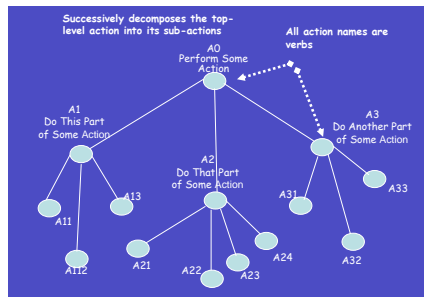 Successively decomposes the top-
level action into its sub-actions
All action names are
verbs
A0
Perform Some
Action
A1
Do This Part
of Some Action
A2
Do That Part
of Some Action
A3
Do Another Part
of Some Action
A11
A112
A13
A21
A22
A23
A24
A31
A32
A33